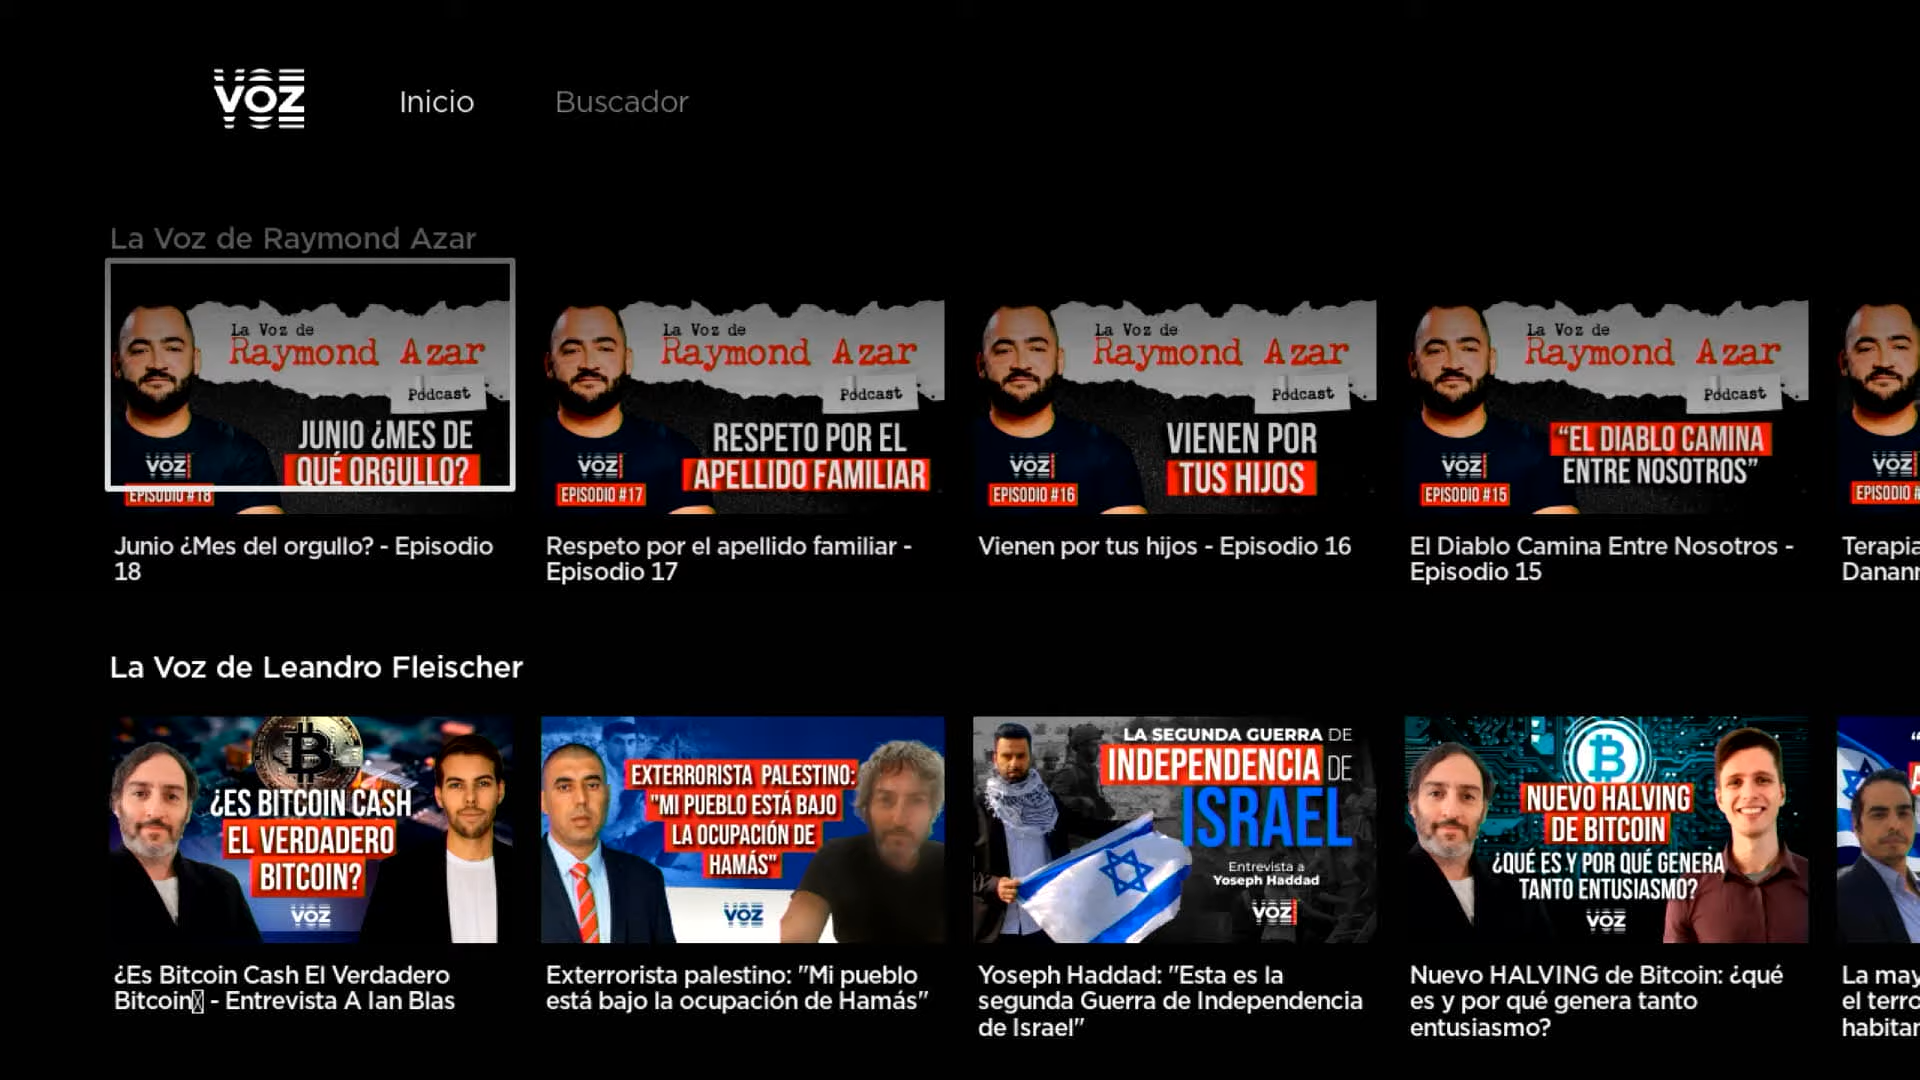 VOZ
Inicio
Buscador
La Voz de Raymond Azar
La Voz de
Raymond Azar
Podcast
JUNIO ¿MES DE
QUÉ ORGULLO?
VOZ
EPISODIO #18
La Voz de
Raymond Azar
Podcast
RESPETO POR EL
APELLIDO FAMILIAR
VOZ
EPISODIO #17
La Voz de
Raymond Azar
Podcast
VIENEN POR
TUS HIJOS
VOZ
EPISODIO #16
La Voz de
Raymond Azar
Podcast
"EL DIABLO CAMINA
ENTRE NOSOTROS"
VOZ
EPISODIO #15
VOZ
EPISODIO #
Junio ¿Mes del orgullo? - Episodio
18
Respeto por el apellido familiar -
Episodio 17
Vienen por tus hijos - Episodio 16
El Diablo Camina Entre Nosotros -
Episodio 15
Terapia
La Voz de Leandro Fleischer
¿ES BITCOIN CASH
EL VERDADERO
BITCOIN?
VOZ
EXTERRORISTA PALESTINO:
"MI PUEBLO ESTÁ BAJO
LA OCUPACIÓN DE
HAMÁS"
VOZ
LA SEGUNDA GUERRA DE
INDEPENDENCIA DE
ISRAEL
Entrevista a
Yoseph Haddad
VOZ
NUEVO HALVING
DE BITCOIN
¿QUÉ ES Y POR QUÉ GENERA
TANTO ENTUSIASMO?
VOZ
¿Es Bitcoin Cash El Verdadero
Bitcoin - Entrevista A Ian Blas
Exterrorista palestino: "Mi pueblo
está bajo la ocupación de Hamás"
Yoseph Haddad: "Esta es la
segunda Guerra de Independencia
de Israel"
Nuevo HALVING de Bitcoin: ¿qué
es y por qué genera tanto
entusiasmo?
La may
el terro
habitar